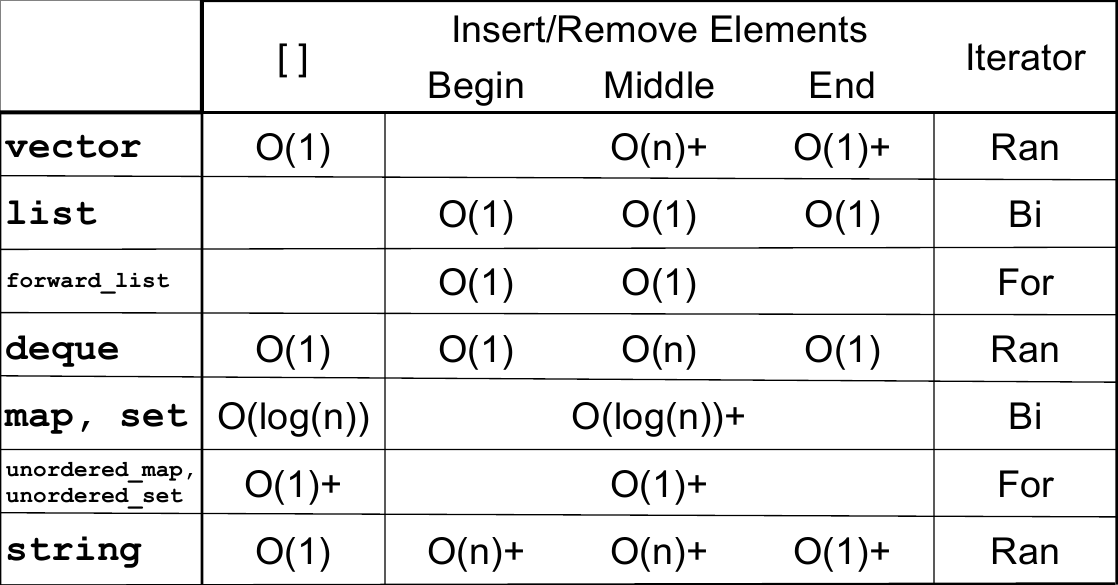 [ ] Insert/Remove Elements Iterator
Begin Middle End
vector O(1) O(n)+ O(1)+ Ran
list O(1) O(1) O(1) Bi
forward_list O(1) O(1) For
deque O(1) O(1) O(n) O(1) Ran
map, set O(log(n)) O(log(n))+ Bi
unordered_map,
unordered_set O(1)+ O(1)+ For
string O(1) O(n)+ O(n)+ O(1)+ Ran